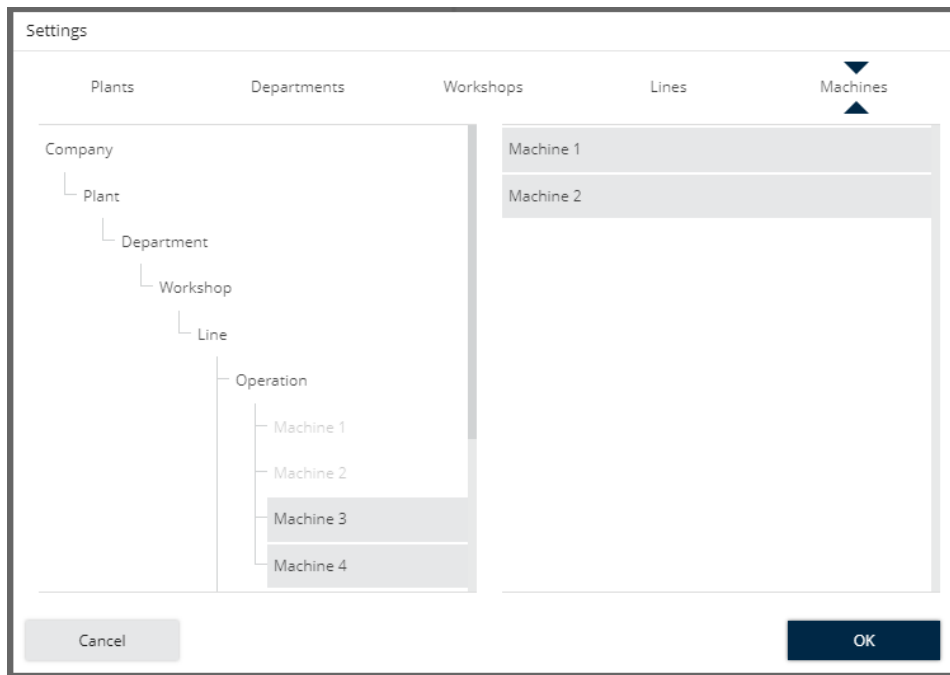 Settings
Plants Departments Workshops Lines Machines
Company
Plant
Department
Workshop
Line
Operation
Machine 1
Machine 2
Machine 3
Machine 4
Machine 1
Machine 2
Cancel OK